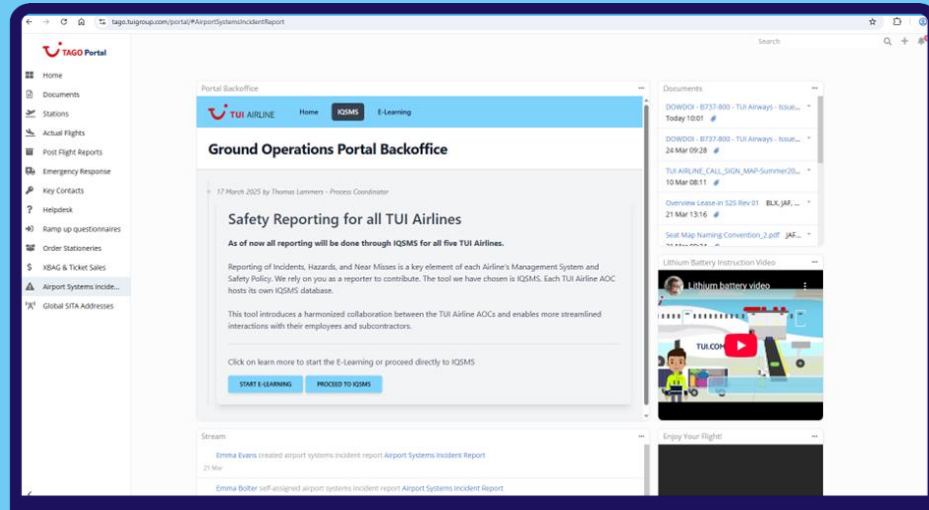 tago.tuigroup.com/portal/#AirportSystemsIncidentReport
Search
TAGO Portal
Home
Documents
Stations
Actual Flights
Post Flight Reports
Emergency Response
Key Contacts
Helpdesk
Ramp up questionnaires
Order Stationeries
XBAG & Ticket Sales
Airport Systems Incide...
Global SITA Addresses
Portal Backoffice
TUI AIRLINE Home IQSMS E-Learning
Ground Operations Portal Backoffice
17 March 2025 by Thomas Lammers - Process Coordinator
Safety Reporting for all TUI Airlines
As of now all reporting will be done through IQSMS for all five TUI Airlines.
Reporting of Incidents, Hazards, and Near Misses is a key element of each Airline's Management System and
Safety Policy. We rely on you as a reporter to contribute. The tool we have chosen is IQSMS. Each TUI Airline AOC
hosts its own IQSMS database.
This tool introduces a harmonized collaboration between the TUI Airline AOCs and enables more streamlined
interactions with their employees and subcontractors.
Click on learn more to start the E-Learning or proceed directly to IQSMS
START E-LEARNING PROCEED TO IQSMS
Stream
Emma Evans created airport systems incident report Airport Systems Incident Report
21 Mar
Emma Bolter self-assigned airport systems incident report Airport Systems Incident Report
Documents
DOWDOI - B737-800 - TUI Airways - Issue...
Today 10:01
DOWDOI - B737-800 - TUI Airways - Issue...
24 Mar 09:28
TUI AIRLINE_CALL_SIGN_MAP-Summer20...
10 Mar 08:11
Overview Lease-in S25 Rev 01 BLX, JAF, ...
21 Mar 13:16
Seat Map Naming Convention_2.pdf JAF...
Lithium Battery Instruction Video
Lithium battery video
TUI.COM
Enjoy Your Flight!